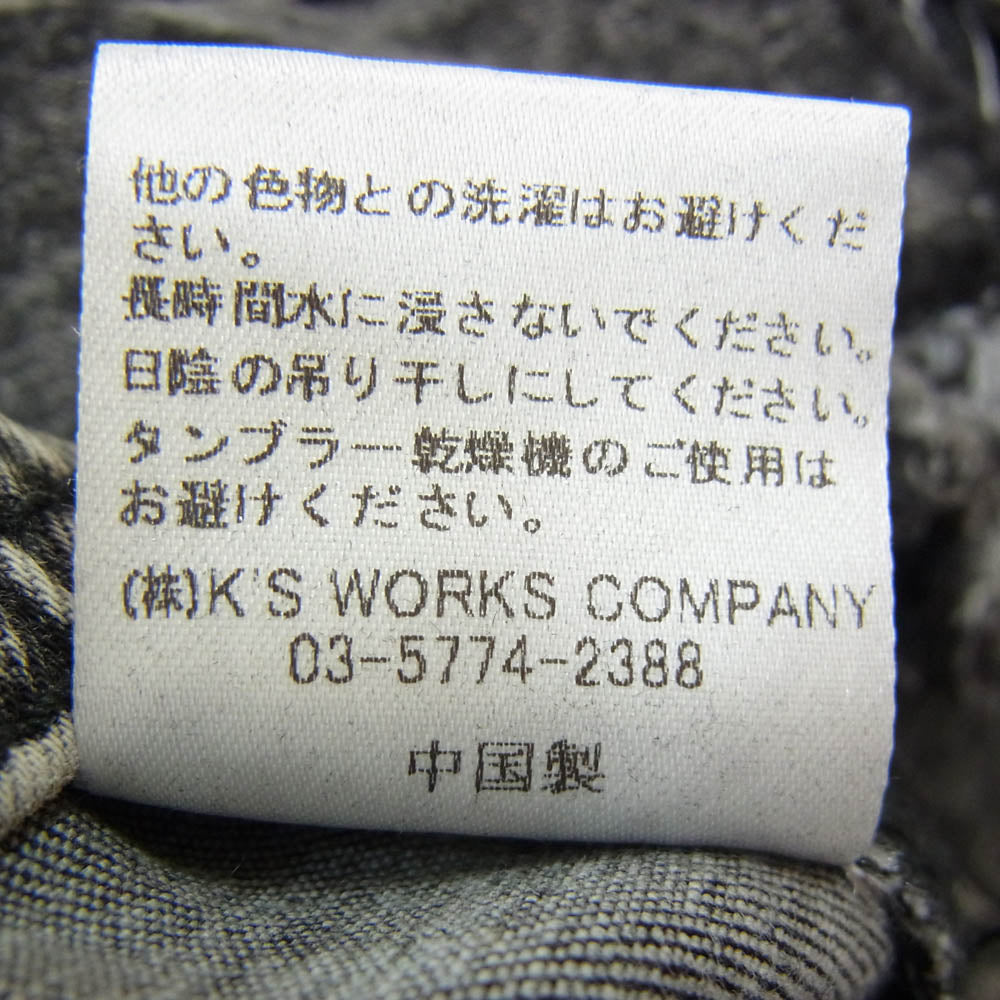 他の色物との洗濯はお避けくだ
さい。
長時間水に浸さないでください。
日陰の吊り干しにしてください。
タンブラー乾燥機のご使用は
お避けください。
(株)K'S WORKS COMPANY
03-5774-2388
中国製